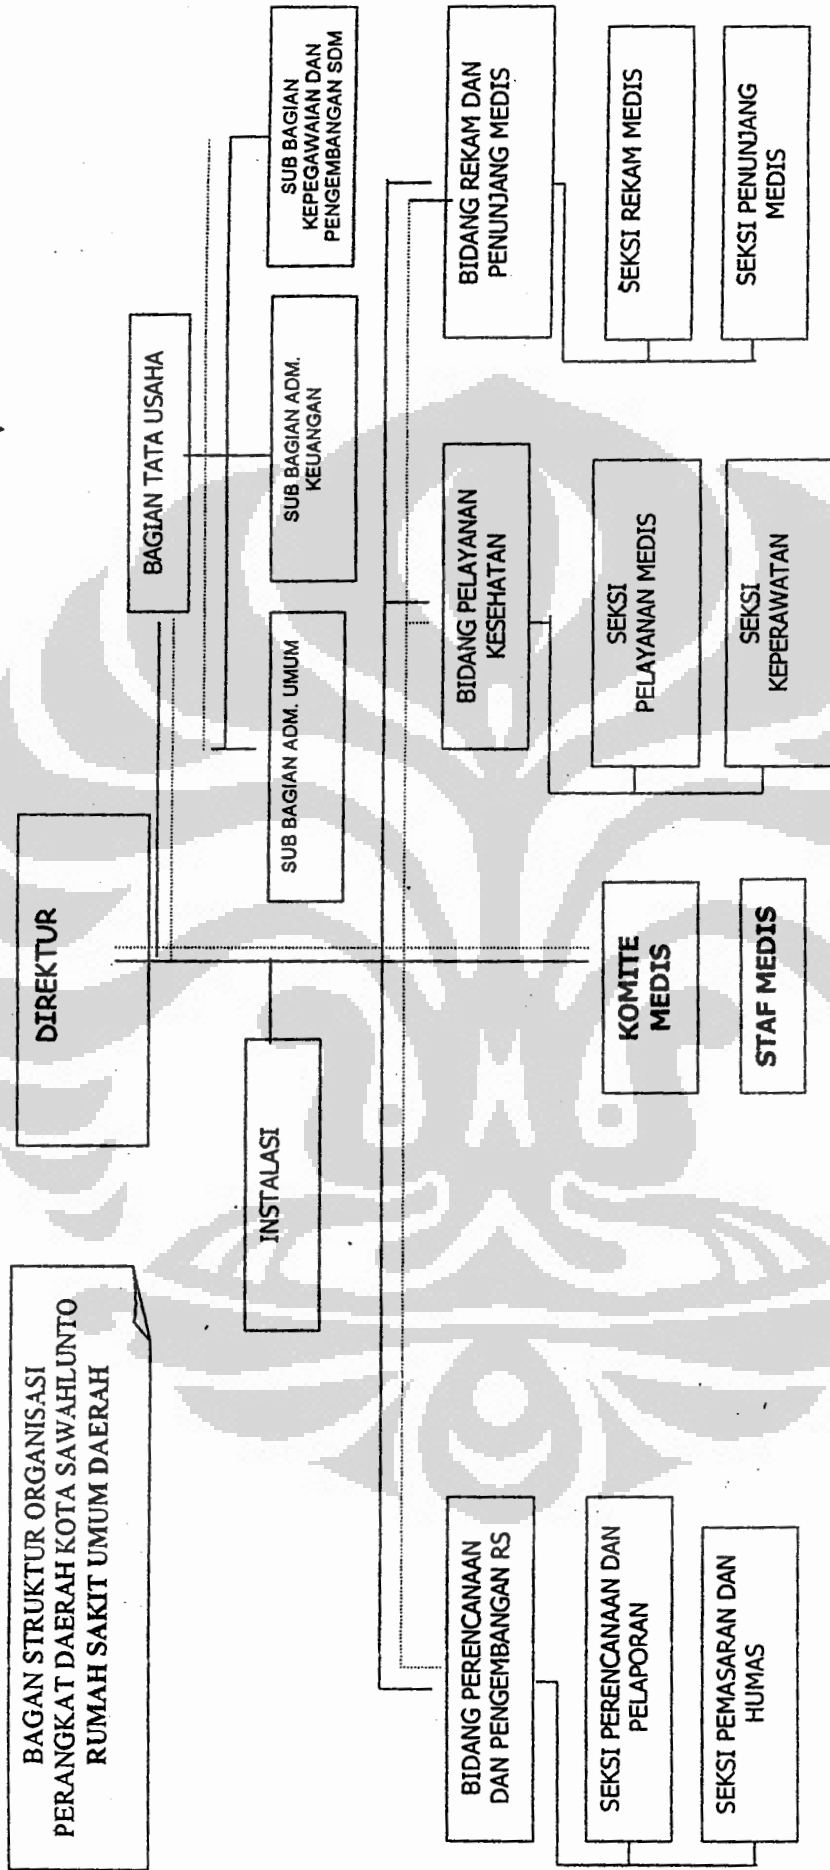 BAGAN STRUKTUR ORGANISASI
PERANGKAT DAERAH KOTA SAWAHLUNTO
RUMAH SAKIT UMUM DAERAH
DIREKTUR
BAGIAN TATA USAHA
INSTALASI
SUB BAGIAN ADM. UMUM
SUB BAGIAN ADM.
KEUANGAN
SUB BAGIAN
KEPEGAWAIAN DAN
PENGEMBANGAN SDM
BIDANG PERENCANAAN
DAN PENGEMBANGAN RS
SEKSI PERENCANAAN DAN
PELAPORAN
SEKSI PEMASARAN DAN
HUMAS
KOMITE
MEDIS
STAF MEDIS
BIDANG PELAYANAN
KESEHATAN
SEKSI
PELAYANAN MEDIS
SEKSI
KEPERAWATAN
BIDANG REKAM DAN
PENUNJANG MEDIS
SEKSI REKAM MEDIS
SEKSI PENUNJANG
MEDIS